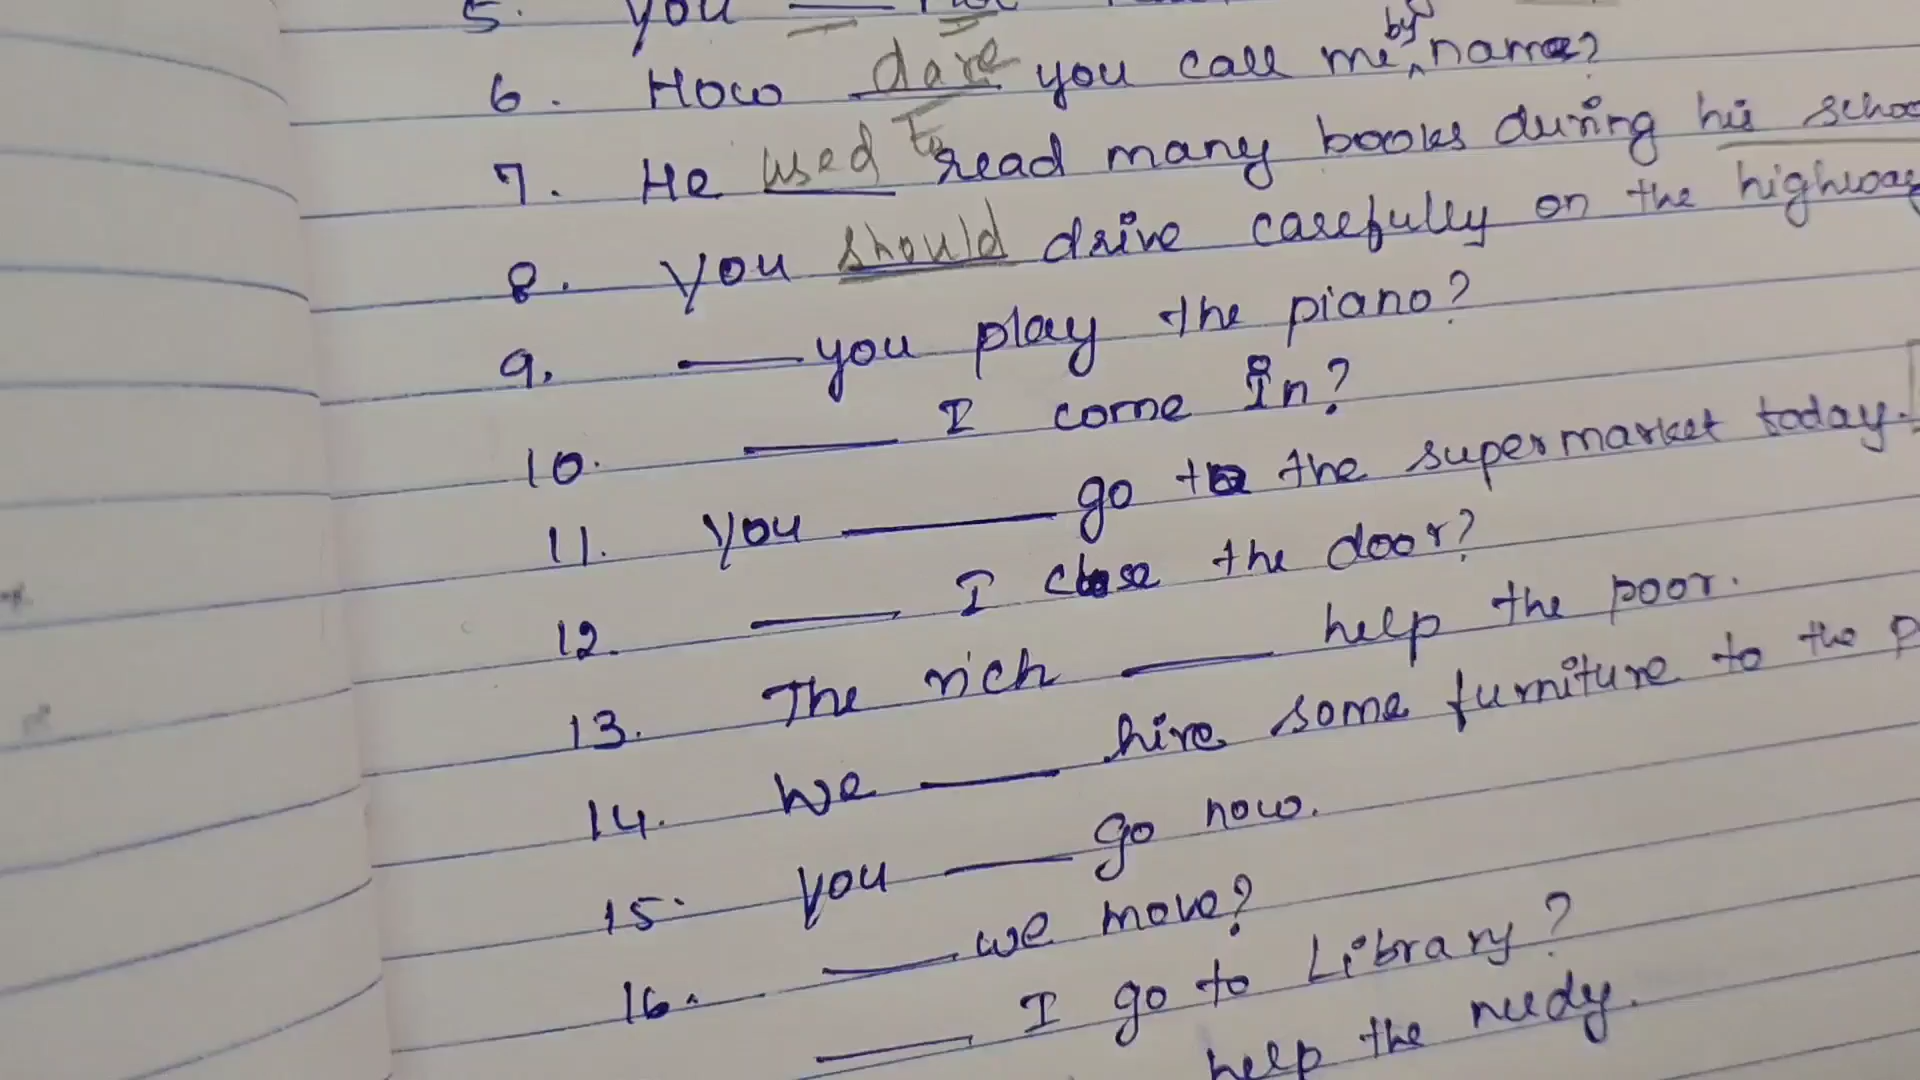 5. you ___
6. How dare you call me by name?
7. He used to read many books during his
8. You should drive carefully on the highway
9. ___ you play the piano?
10. ___ I come In?
11. You ___ go to the supermarket today.
12. ___ I close the door?
13. The rich ___ help the poor.
14. We ___ hire some furniture to the
15. You ___ go now.
16. ___ we move?
___ I go to Library?
help the needy.